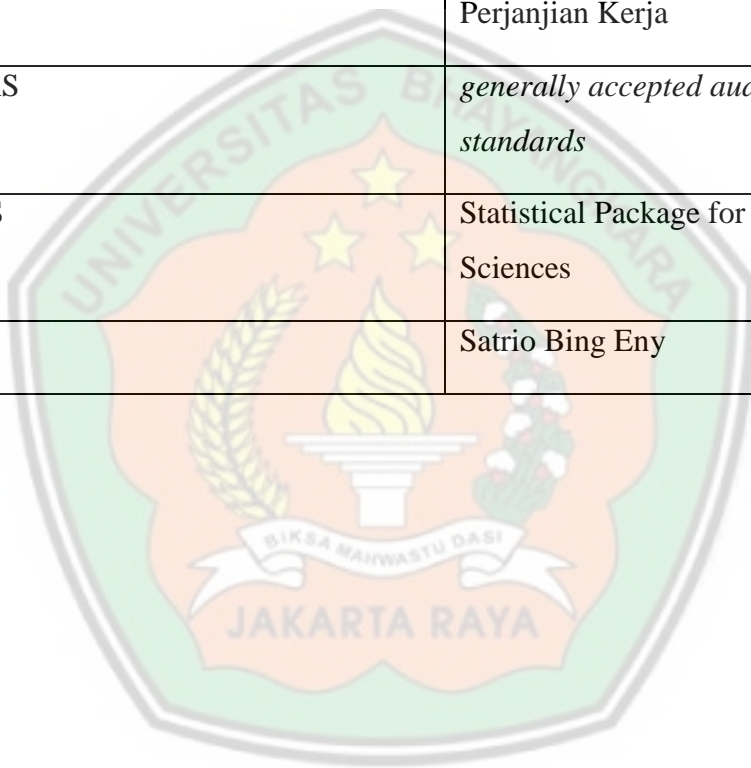 Perjanjian Kerja
generally accepted aud
standards
S
Statistical Package for
Sciences
Satrio Bing Eny
UNIVERSITAS BHAYANGKARA
BIKSA MAHWASTU DASI
JAKARTA RAYA